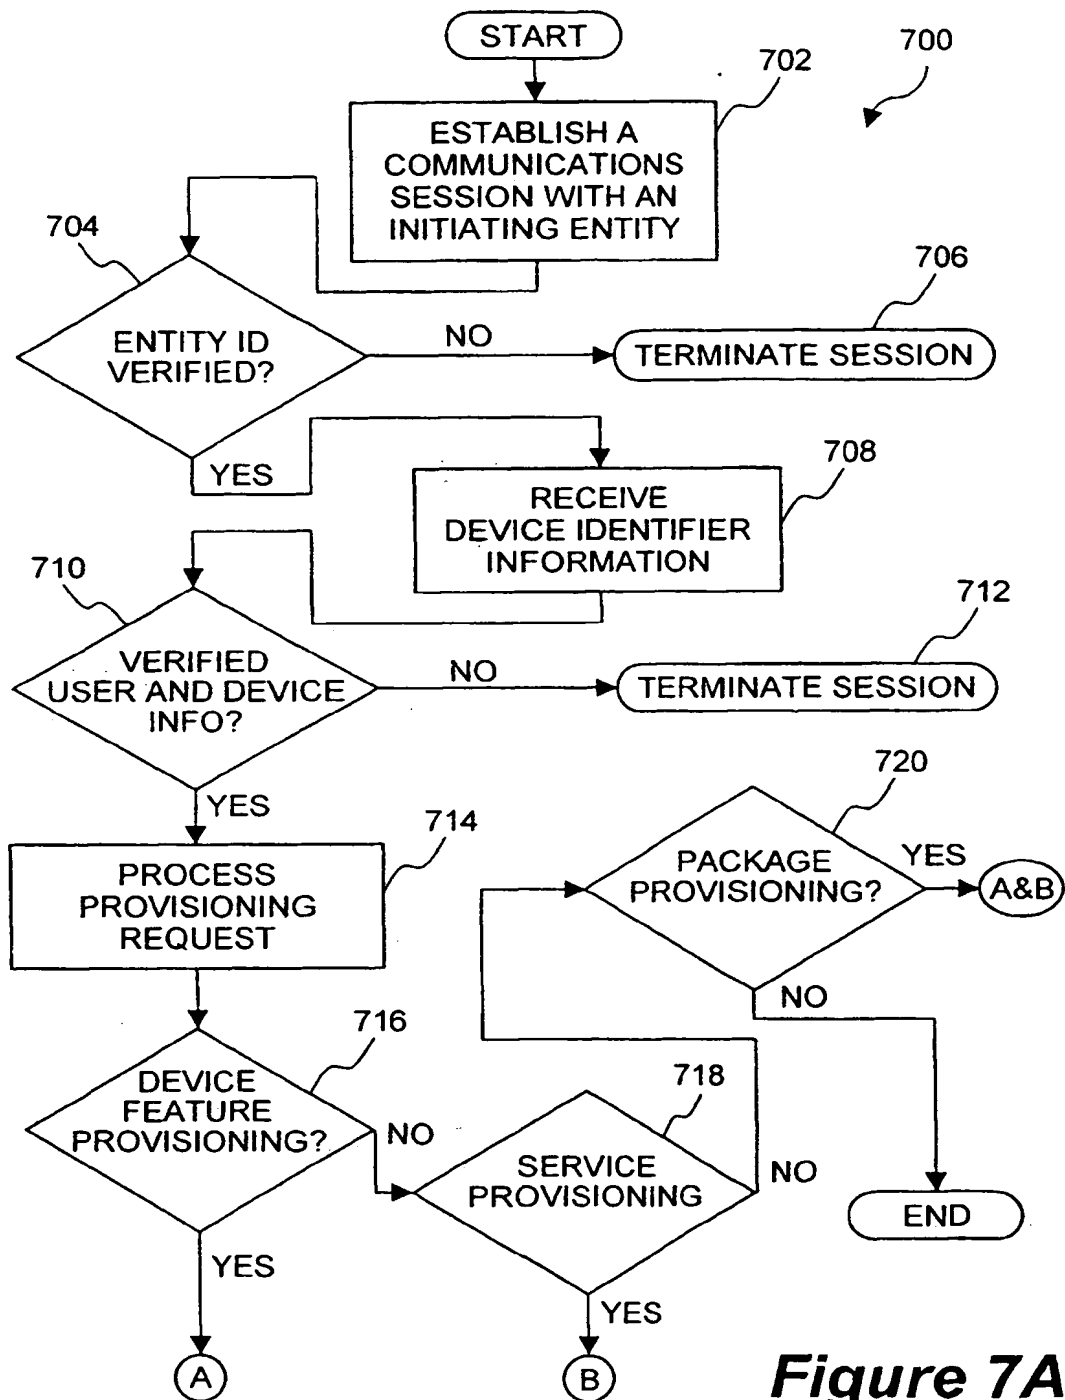 START
700
702
ESTABLISH A
COMMUNICATIONS
SESSION WITH AN
INITIATING ENTITY
704
ENTITY ID
VERIFIED?
NO
706
TERMINATE SESSION
YES
708
RECEIVE
DEVICE IDENTIFIER
INFORMATION
710
VERIFIED
USER AND DEVICE
INFO?
NO
712
TERMINATE SESSION
YES
714
PROCESS
PROVISIONING
REQUEST
716
DEVICE
FEATURE
PROVISIONING?
NO
YES
A
718
SERVICE
PROVISIONING
NO
YES
B
720
PACKAGE
PROVISIONING?
YES
A&B
NO
END
Figure 7A